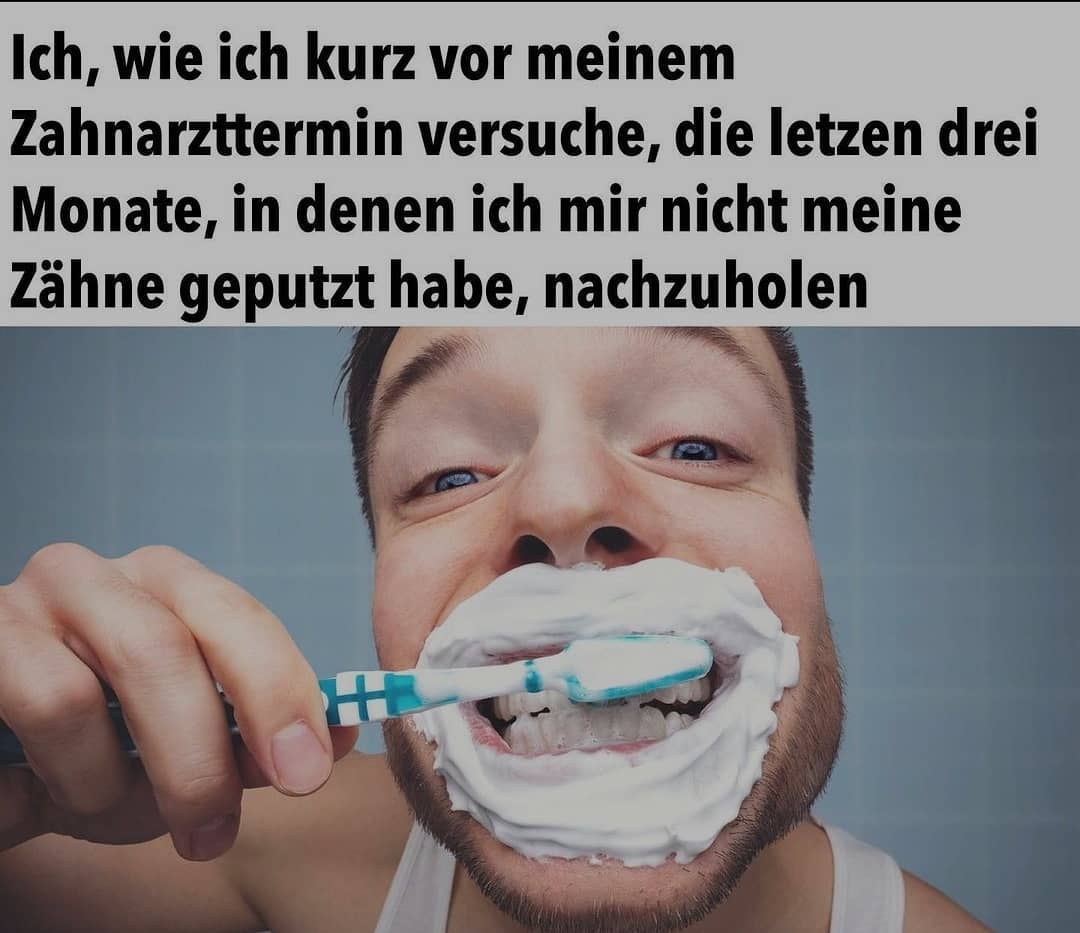 Ich, wie ich kurz vor meinem
Zahnarzttermin versuche, die letzen drei
Monate, in denen ich mir nicht meine
Zähne geputzt habe, nachzuholen